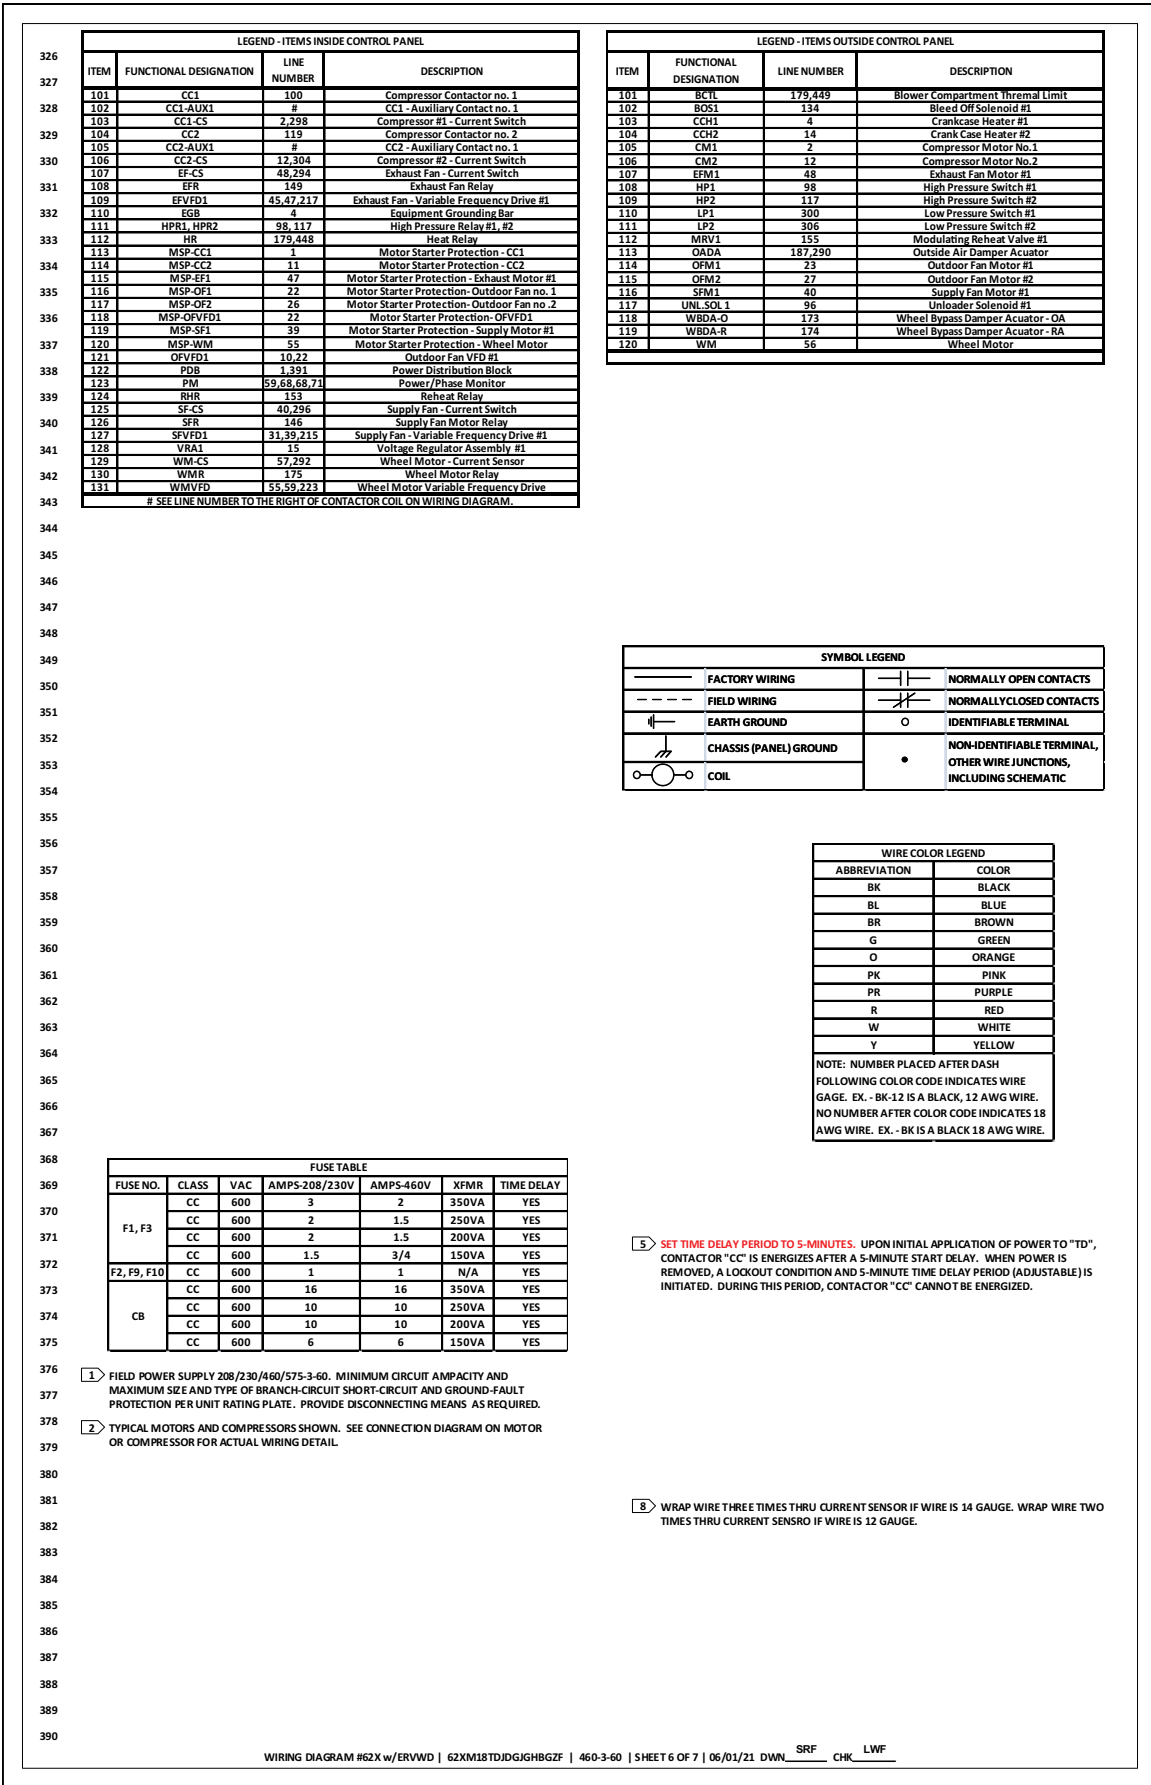 LEGEND - ITEMS INSIDE CONTROL PANEL
ITEM FUNCTIONAL DESIGNATION LINE NUMBER DESCRIPTION
101 CC1 100 Compressor Contactor no. 1
102 CC1-AUX1 # CC1 - Auxiliary Contact no. 1
103 CC1-CS 2,298 Compressor #1 - Current Switch
104 CC2 119 Compressor Contactor no. 2
105 CC2-AUX1 # CC2 - Auxiliary Contact no. 1
106 CC2-CS 12,304 Compressor #2 - Current Switch
107 EF-CS 48,294 Exhaust Fan - Current Switch
108 EFR 149 Exhaust Fan Relay
109 EFVFD1 45,47,217 Exhaust Fan - Variable Frequency Drive #1
110 EGB 4 Equipment Grounding Bar
111 HPR1, HPR2 98, 117 High Pressure Relay #1, #2
112 HR 179,448 Heat Relay
113 MSP-CC1 1 Motor Starter Protection - CC1
114 MSP-CC2 11 Motor Starter Protection - CC2
115 MSP-EF1 47 Motor Starter Protection - Exhaust Motor #1
116 MSP-OF1 22 Motor Starter Protection- Outdoor Fan no. 1
117 MSP-OF2 26 Motor Starter Protection- Outdoor Fan no .2
118 MSP-OFVFD1 22 Motor Starter Protection - OFVFD1
119 MSP-SF1 39 Motor Starter Protection - Supply Motor #1
120 MSP-WM 55 Motor Starter Protection - Wheel Motor
121 OFVFD1 10,22 Outdoor Fan VFD #1
122 PDB 1,391 Power Distribution Block
123 PM 59,68,68,71 Power/Phase Monitor
124 RHR 153 Reheat Relay
125 SF-CS 40,296 Supply Fan - Current Switch
126 SFR 146 Supply Fan Motor Relay
127 SFVFD1 31,39,215 Supply Fan - Variable Frequency Drive #1
128 VRA1 15 Voltage Regulator Assembly #1
129 WM-CS 57,292 Wheel Motor - Current Sensor
130 WMR 175 Wheel Motor Relay
131 WMVFD 55,59,223 Wheel Motor Variable Frequency Drive
# SEE LINE NUMBER TO THE RIGHT OF CONTACTOR COIL ON WIRING DIAGRAM.
LEGEND - ITEMS OUTSIDE CONTROL PANEL
ITEM FUNCTIONAL DESIGNATION LINE NUMBER DESCRIPTION
101 BCTL 179,449 Blower Compartment Thremal Limit
102 BOS1 134 Bleed Off Solenoid #1
103 CCH1 4 Crankcase Heater #1
104 CCH2 14 Crank Case Heater #2
105 CM1 2 Compressor Motor No.1
106 CM2 12 Compressor Motor No.2
107 EFM1 48 Exhaust Fan Motor #1
108 HP1 98 High Pressure Switch #1
109 HP2 117 High Pressure Switch #2
110 LP1 300 Low Pressure Switch #1
111 LP2 306 Low Pressure Switch #2
112 MRV1 155 Modulating Reheat Valve #1
113 OADA 187,290 Outside Air Damper Acuator
114 OFM1 23 Outdoor Fan Motor #1
115 OFM2 27 Outdoor Fan Motor #2
116 SFM1 40 Supply Fan Motor #1
117 UNL.SOL 1 96 Unloader Solenoid #1
118 WBDA-O 173 Wheel Bypass Damper Acuator - OA
119 WBDA-R 174 Wheel Bypass Damper Acuator - RA
120 WM 56 Wheel Motor
326
327
328
329
330
331
332
333
334
335
336
337
338
339
340
341
342
343
344
345
346
347
348
349
350
351
352
353
354
355
356
357
358
359
360
361
362
363
364
365
366
367
368
369
370
371
372
373
374
375
376
377
378
379
380
381
382
383
384
385
386
387
388
389
390
SYMBOL LEGEND
FACTORY WIRING NORMALLY OPEN CONTACTS
FIELD WIRING NORMALLYCLOSED CONTACTS
EARTH GROUND IDENTIFIABLE TERMINAL
CHASSIS (PANEL) GROUND
COIL
NON-IDENTIFIABLE TERMINAL,
OTHER WIRE JUNCTIONS,
INCLUDING SCHEMATIC
WIRE COLOR LEGEND
ABBREVIATION COLOR
BK BLACK
BL BLUE
BR BROWN
G GREEN
O ORANGE
PK PINK
PR PURPLE
R RED
W WHITE
Y YELLOW
NOTE: NUMBER PLACED AFTER DASH
FOLLOWING COLOR CODE INDICATES WIRE
GAGE. EX. - BK-12 IS A BLACK, 12 AWG WIRE.
NO NUMBER AFTER COLOR CODE INDICATES 18
AWG WIRE. EX. - BK IS A BLACK 18 AWG WIRE.
FUSE TABLE
FUSE NO. CLASS VAC AMPS-208/230V AMPS-460V XFMR TIME DELAY
F1, F3
CC 600 3 2 350VA YES
CC 600 2 1.5 250VA YES
CC 600 2 1.5 200VA YES
CC 600 1.5 3/4 150VA YES
F2, F9, F10 CC 600 1 1 N/A YES
CB
CC 600 16 16 350VA YES
CC 600 10 10 250VA YES
CC 600 10 10 200VA YES
CC 600 6 6 150VA YES
1 FIELD POWER SUPPLY 208/230/460/575-3-60. MINIMUM CIRCUIT AMPACITY AND
MAXIMUM SIZE AND TYPE OF BRANCH-CIRCUIT SHORT-CIRCUIT AND GROUND-FAULT
PROTECTION PER UNIT RATING PLATE. PROVIDE DISCONNECTING MEANS AS REQUIRED.
2 TYPICAL MOTORS AND COMPRESSORS SHOWN. SEE CONNECTION DIAGRAM ON MOTOR
OR COMPRESSOR FOR ACTUAL WIRING DETAIL.
5 SET TIME DELAY PERIOD TO 5-MINUTES. UPON INITIAL APPLICATION OF POWER TO "TD",
CONTACTOR "CC" IS ENERGIZES AFTER A 5-MINUTE START DELAY. WHEN POWER IS
REMOVED, A LOCKOUT CONDITION AND 5-MINUTE TIME DELAY PERIOD (ADJUSTABLE) IS
INITIATED. DURING THIS PERIOD, CONTACTOR "CC" CANNOT BE ENERGIZED.
8 WRAP WIRE THREE TIMES THRU CURRENT SENSOR IF WIRE IS 14 GAUGE. WRAP WIRE TWO
TIMES THRU CURRENT SENSRO IF WIRE IS 12 GAUGE.
WIRING DIAGRAM #62X w/ERVWD | 62XM18TDJDGJGHBGZF | 460-3-60 | SHEET 6 OF 7 | 06/01/21 DWN SRF CHK LWF